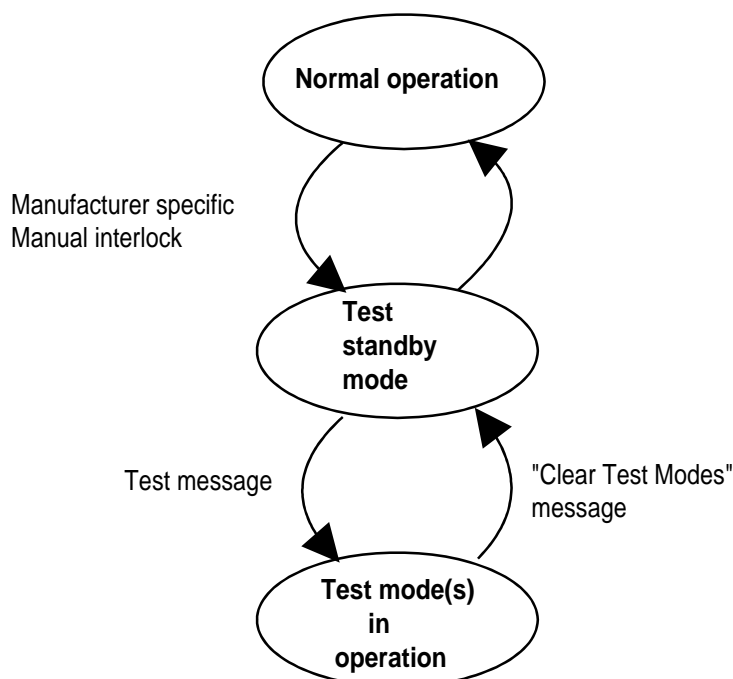 Normal operation
Manufacturer specific
Manual interlock
Test
standby
mode
Test message
"Clear Test Modes"
message
Test mode(s)
in
operation